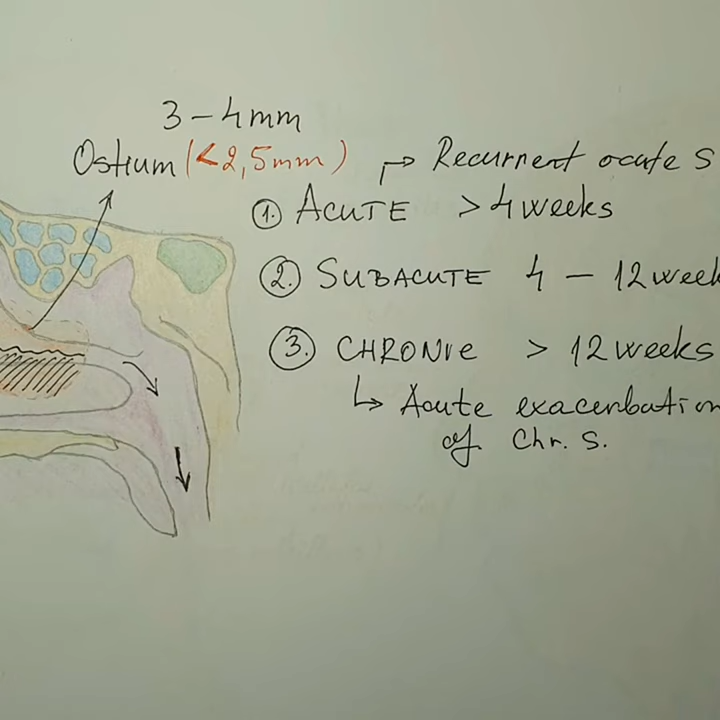 3-4mm
Ostium (<2,5mm)
Recurrent acute S
1. ACUTE >4weeks
2. SUBACUTE 4 - 12week
3. CHRONIC > 12weeks
Acute exacerbation
of Chr. S.